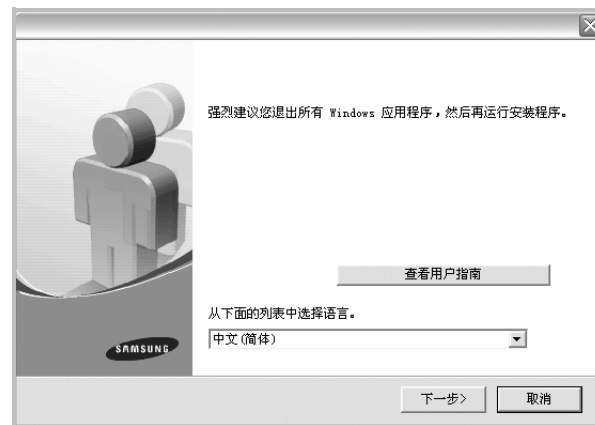 强烈建议您退出所有 Windows 应用程序，然后再运行安装程序。
查看用户指南
从下面的列表中选择语言。
中文(简体)
SAMSUNG
下一步>
取消